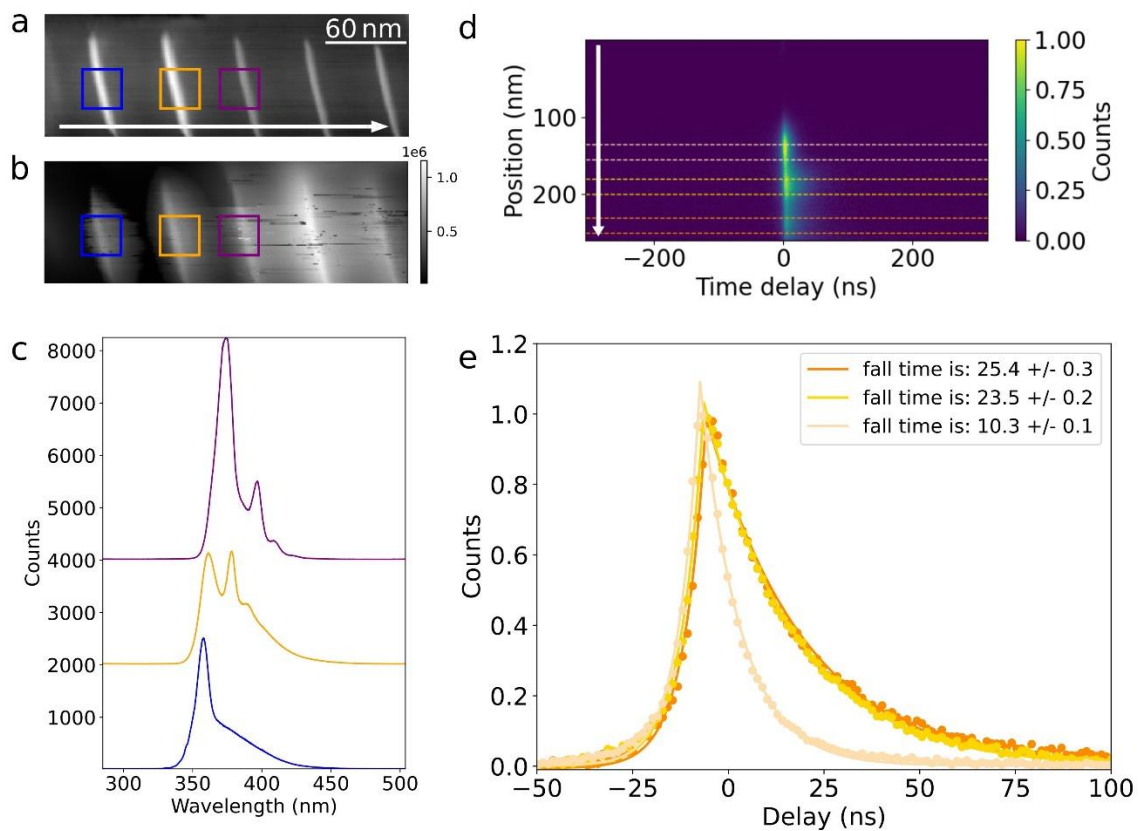 a
60 nm
b
1e6
1.0
0.5
c
8000
7000
6000
5000
4000
3000
2000
1000
Counts
300
350
400
450
500
Wavelength (nm)
d
Position (nm)
100
200
−200
0
200
Time delay (ns)
1.00
0.75
0.50
0.25
0.00
Counts
e
fall time is: 25.4 +/- 0.3
fall time is: 23.5 +/- 0.2
fall time is: 10.3 +/- 0.1
1.2
1.0
0.8
0.6
0.4
0.2
0.0
Counts
−50
−25
0
25
50
75
100
Delay (ns)